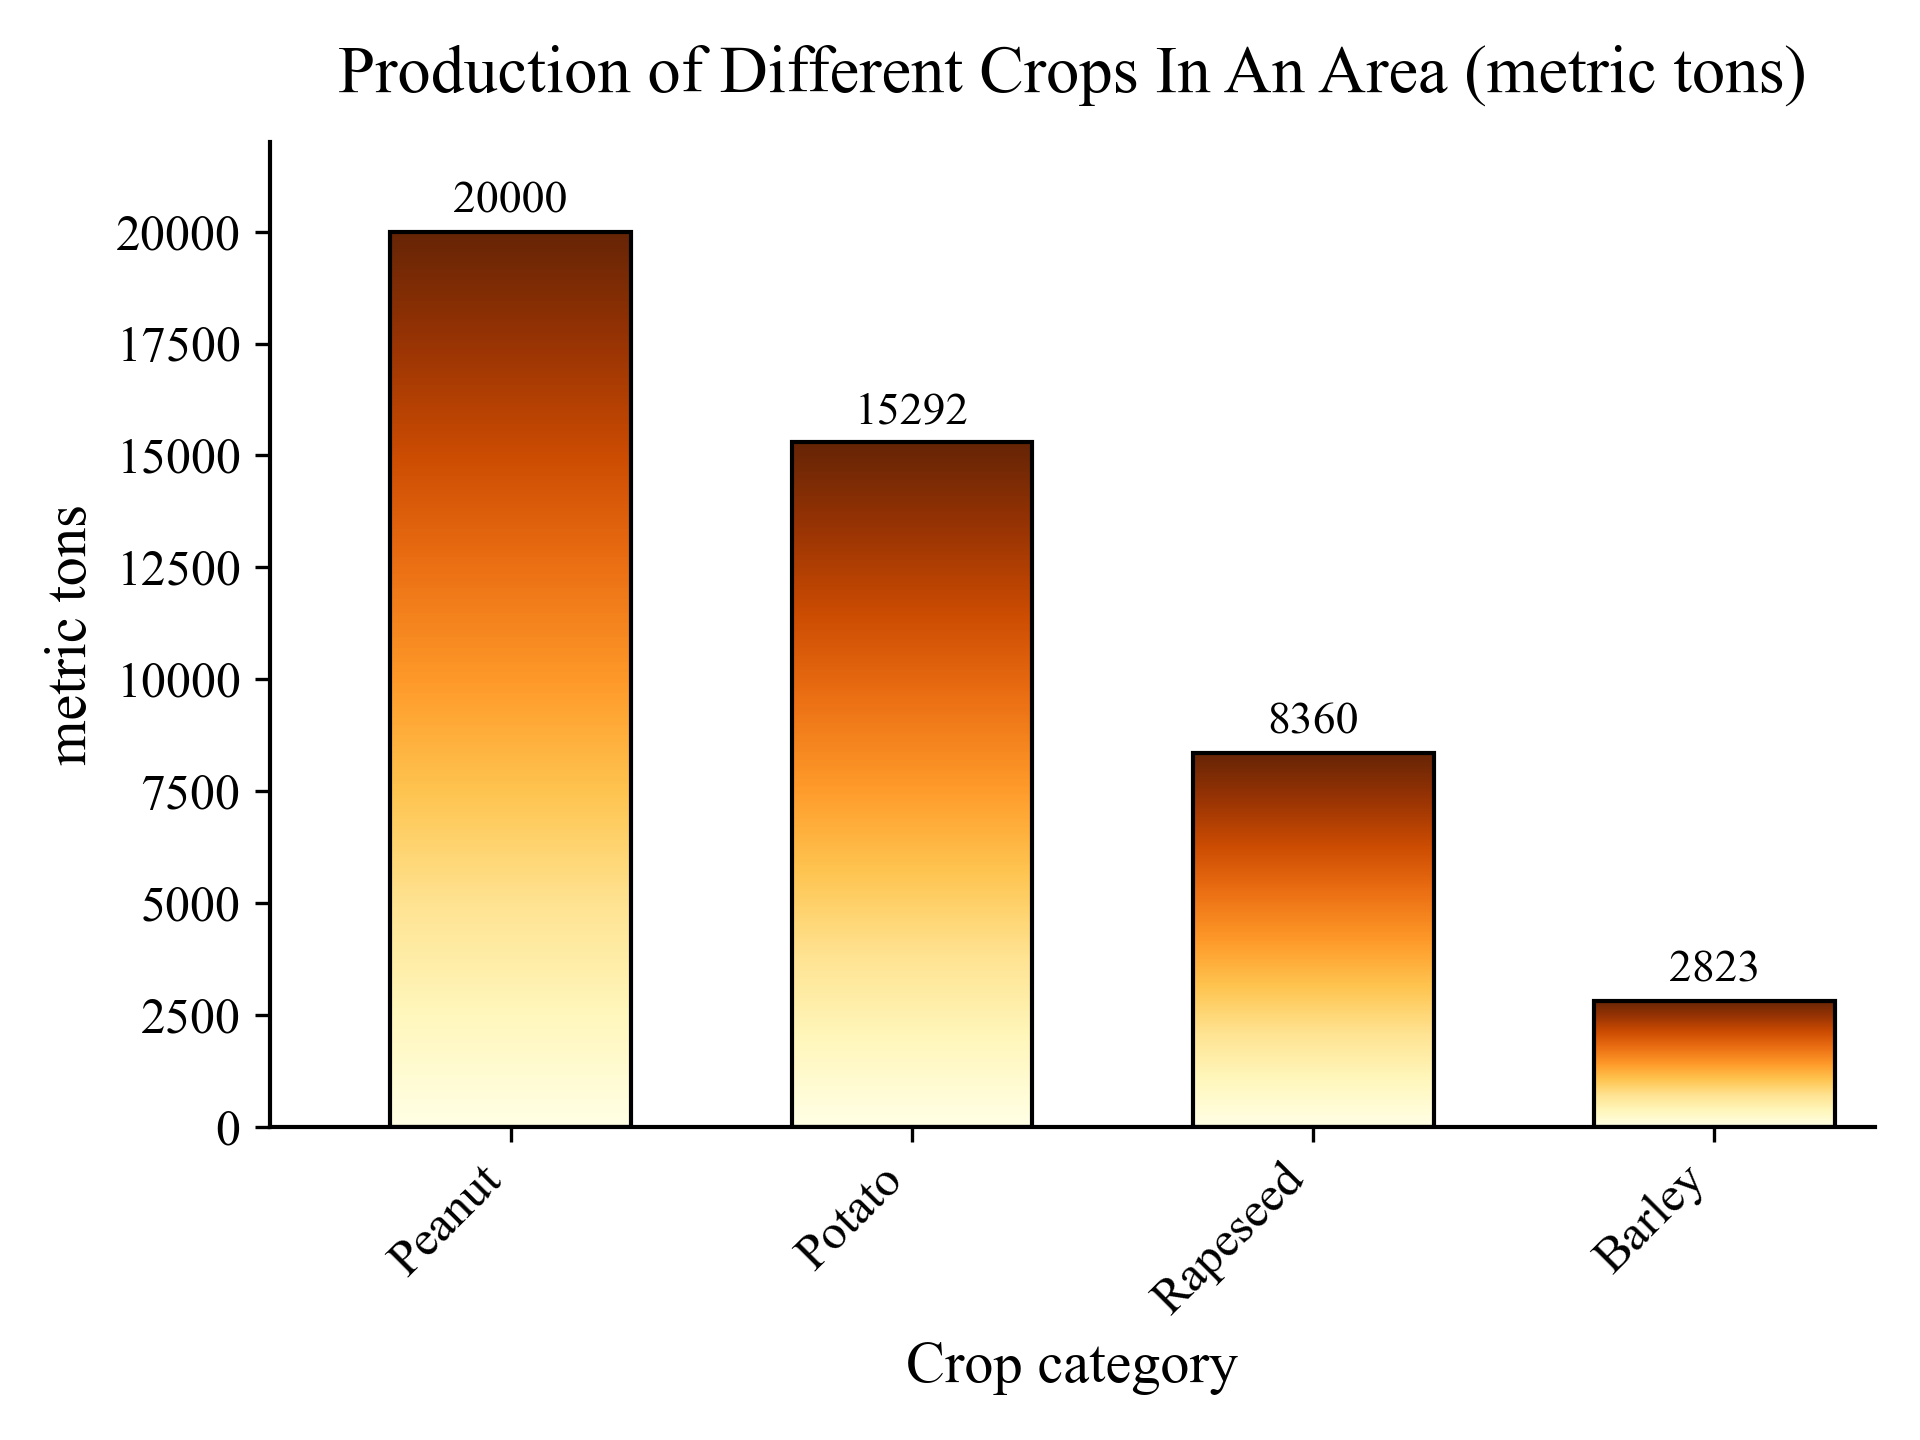 Production of Different Crops In An Area (metric tons)
20000
17500
15000
12500
10000
7500
5000
2500
0
metric tons
20000
15292
8360
2823
Peanut
Potato
Rapeseed
Barley
Crop category